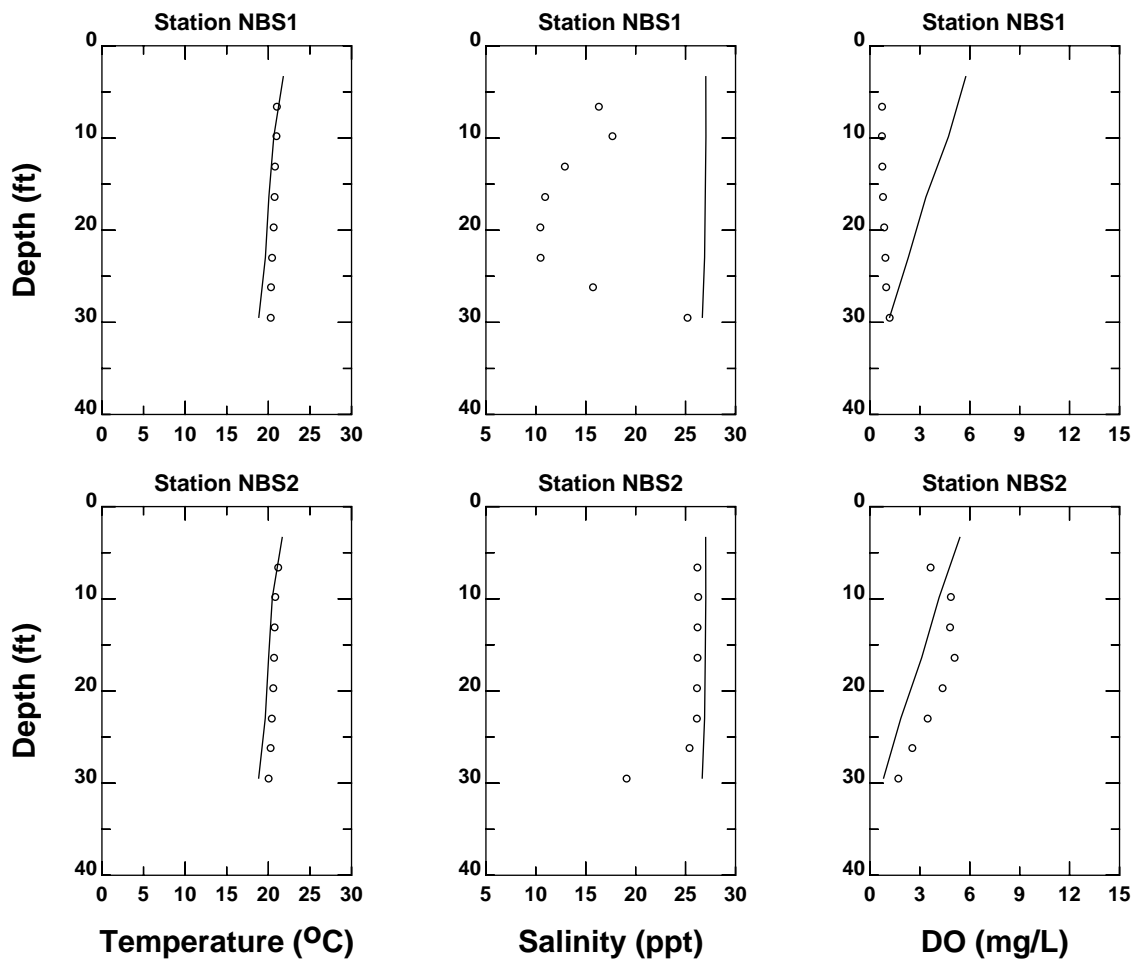 Station NBS1
Station NBS1
Station NBS1
0
10
20
30
40
0
10
20
30
40
0
10
20
30
40
Depth (ft)
0 5 10 15 20 25 30
5 10 15 20 25 30
0 3 6 9 12 15
Station NBS2
Station NBS2
Station NBS2
0
10
20
30
40
0
10
20
30
40
0
10
20
30
40
Depth (ft)
0 5 10 15 20 25 30
5 10 15 20 25 30
0 3 6 9 12 15
Temperature (ºC)
Salinity (ppt)
DO (mg/L)